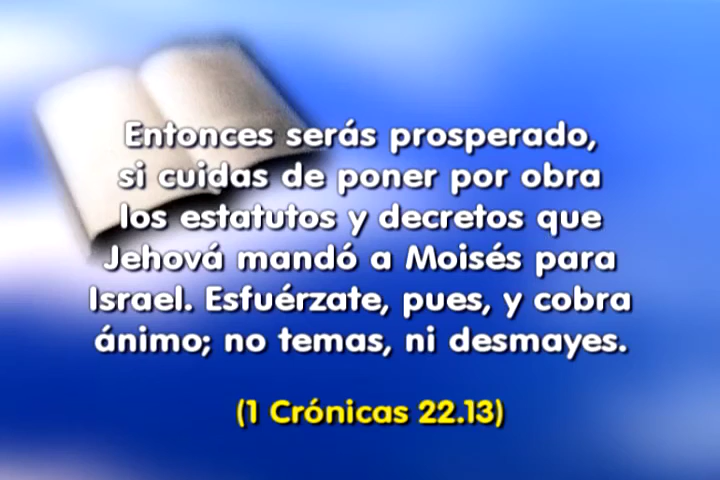 Entonces serás prosperado,
si cuidas de poner por obra
los estatutos y decretos que
Jehová mandó a Moisés para
Israel. Esfuérzate, pues, y cobra
ánimo; no temas, ni desmayes.
(1 Crónicas 22.13)